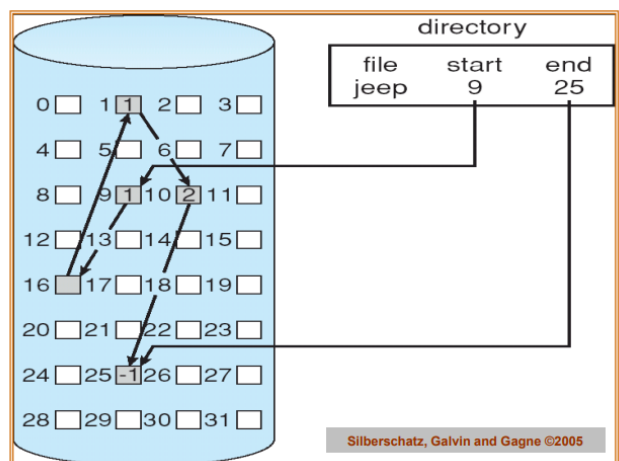 directory
file start end
jeep 9 25
0 1 1 2 3
4 5 6 7
8 9 1 10 2 11
12 13 14 15
16 17 18 19
20 21 22 23
24 25 -1 26 27
28 29 30 31
Silberschatz, Galvin and Gagne ©2005